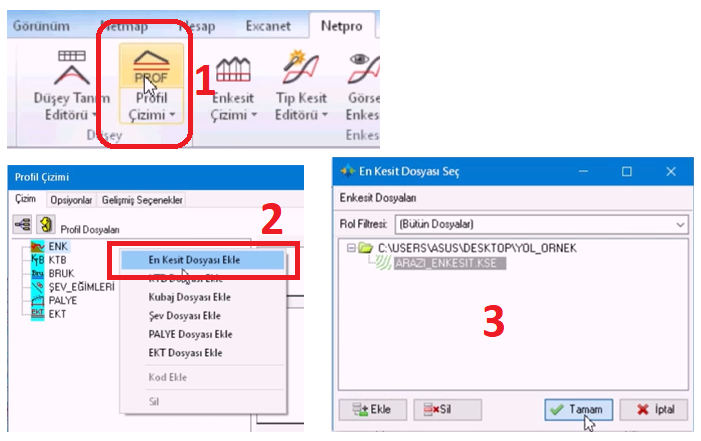 Görünüm Netmap Hesap Excanet Netpro
PROF
1
Düşey Tanım Editörü
Profil Çizimi
Enkesit Çizimi
Tip Kesit Editörü
Görse Enkes
Düşey
Enkes
Profil Çizimi
Çizim Opsiyonlar Gelişmiş Seçenekler
Profil Dosyaları
2
ENK
KTB
BRUK
ŞEV_EĞİMLERİ
PALYE
EKT
En Kesit Dosyası Ekle
KTB Dosyası Ekle
Kubaj Dosyası Ekle
Şev Dosyası Ekle
PALYE Dosyası Ekle
EKT Dosyası Ekle
Kod Ekle
Sil
En Kesit Dosyası Seç
Enkesit Dosyaları
Rol Filtresi: (Bütün Dosyalar)
C:\USERS\ASUS\DESKTOP\YOL_ORNEK
ARAZI_ENKESIT.KSE
3
Ekle Sil Tamam İptal